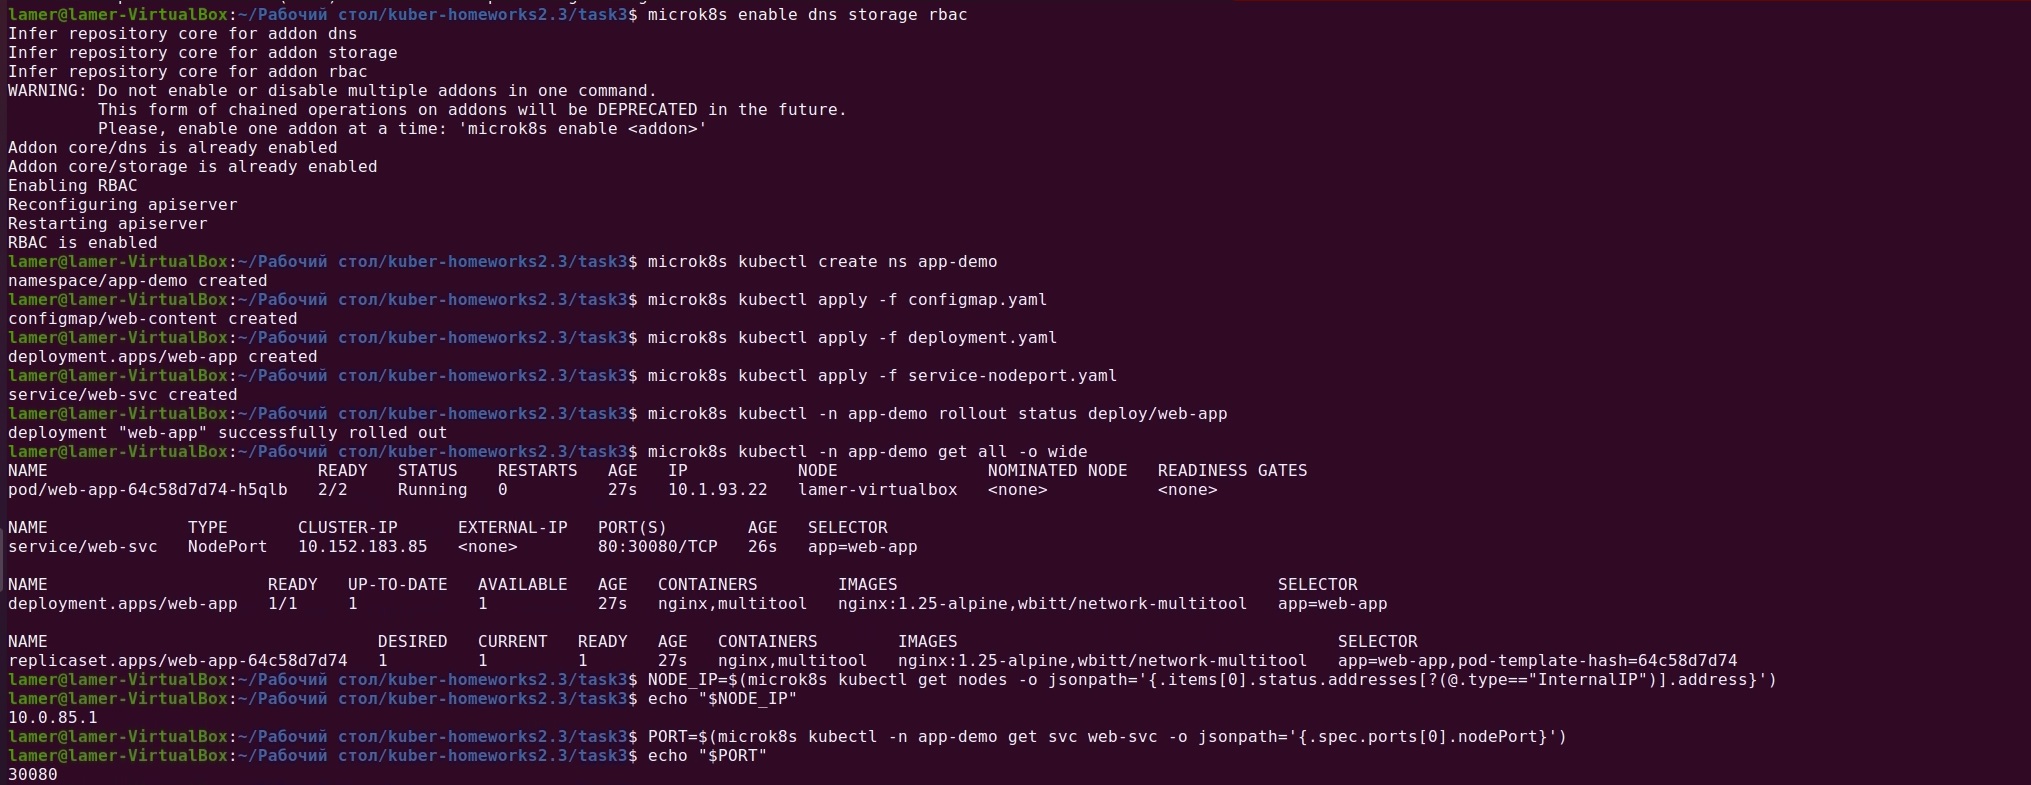 lamer@lamer-VirtualBox:~/Рабочий стол/kuber-homeworks2.3/task3$ microk8s enable dns storage rbac
Infer repository core for addon dns
Infer repository core for addon storage
Infer repository core for addon rbac
WARNING: Do not enable or disable multiple addons in one command.
         This form of chained operations on addons will be DEPRECATED in the future.
         Please, enable one addon at a time: 'microk8s enable <addon>'
Addon core/dns is already enabled
Addon core/storage is already enabled
Enabling RBAC
Reconfiguring apiserver
Restarting apiserver
RBAC is enabled
lamer@lamer-VirtualBox:~/Рабочий стол/kuber-homeworks2.3/task3$ microk8s kubectl create ns app-demo
namespace/app-demo created
lamer@lamer-VirtualBox:~/Рабочий стол/kuber-homeworks2.3/task3$ microk8s kubectl apply -f configmap.yaml
configmap/web-content created
lamer@lamer-VirtualBox:~/Рабочий стол/kuber-homeworks2.3/task3$ microk8s kubectl apply -f deployment.yaml
deployment.apps/web-app created
lamer@lamer-VirtualBox:~/Рабочий стол/kuber-homeworks2.3/task3$ microk8s kubectl apply -f service-nodeport.yaml
service/web-svc created
lamer@lamer-VirtualBox:~/Рабочий стол/kuber-homeworks2.3/task3$ microk8s kubectl -n app-demo rollout status deploy/web-app
deployment "web-app" successfully rolled out
lamer@lamer-VirtualBox:~/Рабочий стол/kuber-homeworks2.3/task3$ microk8s kubectl -n app-demo get all -o wide
NAME                           READY   STATUS    RESTARTS   AGE   IP           NODE               NOMINATED NODE   READINESS GATES
pod/web-app-64c58d7d74-h5qlb   2/2     Running   0          27s   10.1.93.22   lamer-virtualbox   <none>           <none>

NAME              TYPE       CLUSTER-IP      EXTERNAL-IP   PORT(S)        AGE   SELECTOR
service/web-svc   NodePort   10.152.183.85   <none>        80:30080/TCP   26s   app=web-app

NAME                      READY   UP-TO-DATE   AVAILABLE   AGE   CONTAINERS        IMAGES                                      SELECTOR
deployment.apps/web-app   1/1     1            1           27s   nginx,multitool   nginx:1.25-alpine,wbitt/network-multitool   app=web-app

NAME                                 DESIRED   CURRENT   READY   AGE   CONTAINERS        IMAGES                                      SELECTOR
replicaset.apps/web-app-64c58d7d74   1         1         1       27s   nginx,multitool   nginx:1.25-alpine,wbitt/network-multitool   app=web-app,pod-template-hash=64c58d7d74
lamer@lamer-VirtualBox:~/Рабочий стол/kuber-homeworks2.3/task3$ NODE_IP=$(microk8s kubectl get nodes -o jsonpath='{.items[0].status.addresses[?(@.type=="InternalIP")].address}')
lamer@lamer-VirtualBox:~/Рабочий стол/kuber-homeworks2.3/task3$ echo "$NODE_IP"
10.0.85.1
lamer@lamer-VirtualBox:~/Рабочий стол/kuber-homeworks2.3/task3$ PORT=$(microk8s kubectl -n app-demo get svc web-svc -o jsonpath='{.spec.ports[0].nodePort}')
lamer@lamer-VirtualBox:~/Рабочий стол/kuber-homeworks2.3/task3$ echo "$PORT"
30080